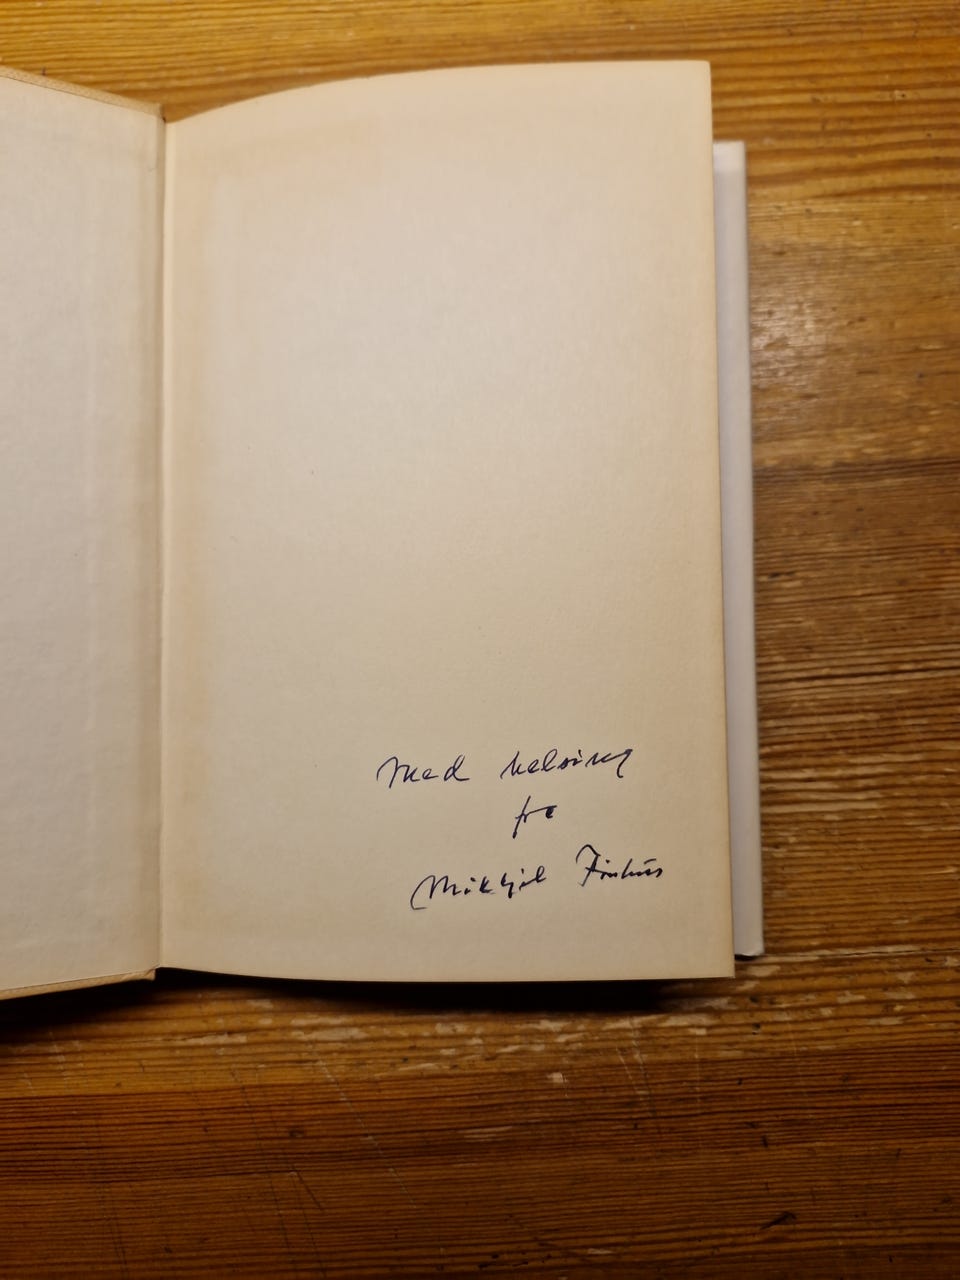 Med helsing
fra
Mikkjel Fønhus